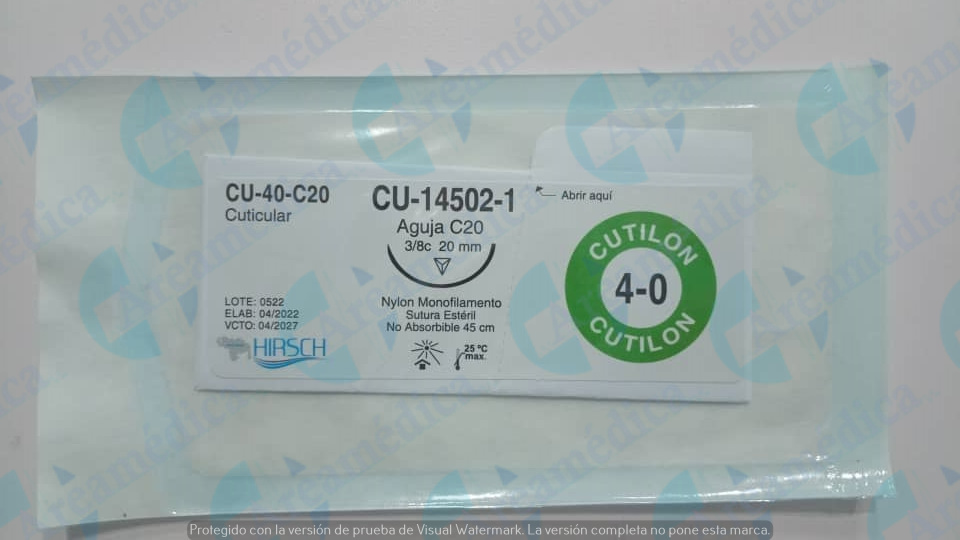 CU-40-C20
Cuticular
CU-14502-1
Aguja C20
3/8c 20 mm
Nylon Monofilamento
Sutura Estéril
No Absorbible 45 cm
25 °C
max.
LOTE: 0522
ELAB: 04/2022
VCTO: 04/2027
HIRSCH
Abrir aquí
CUTILON
4-0
CUTILON
Areamédica
Protegido con la versión de prueba de Visual Watermark. La versión completa no pone esta marca.